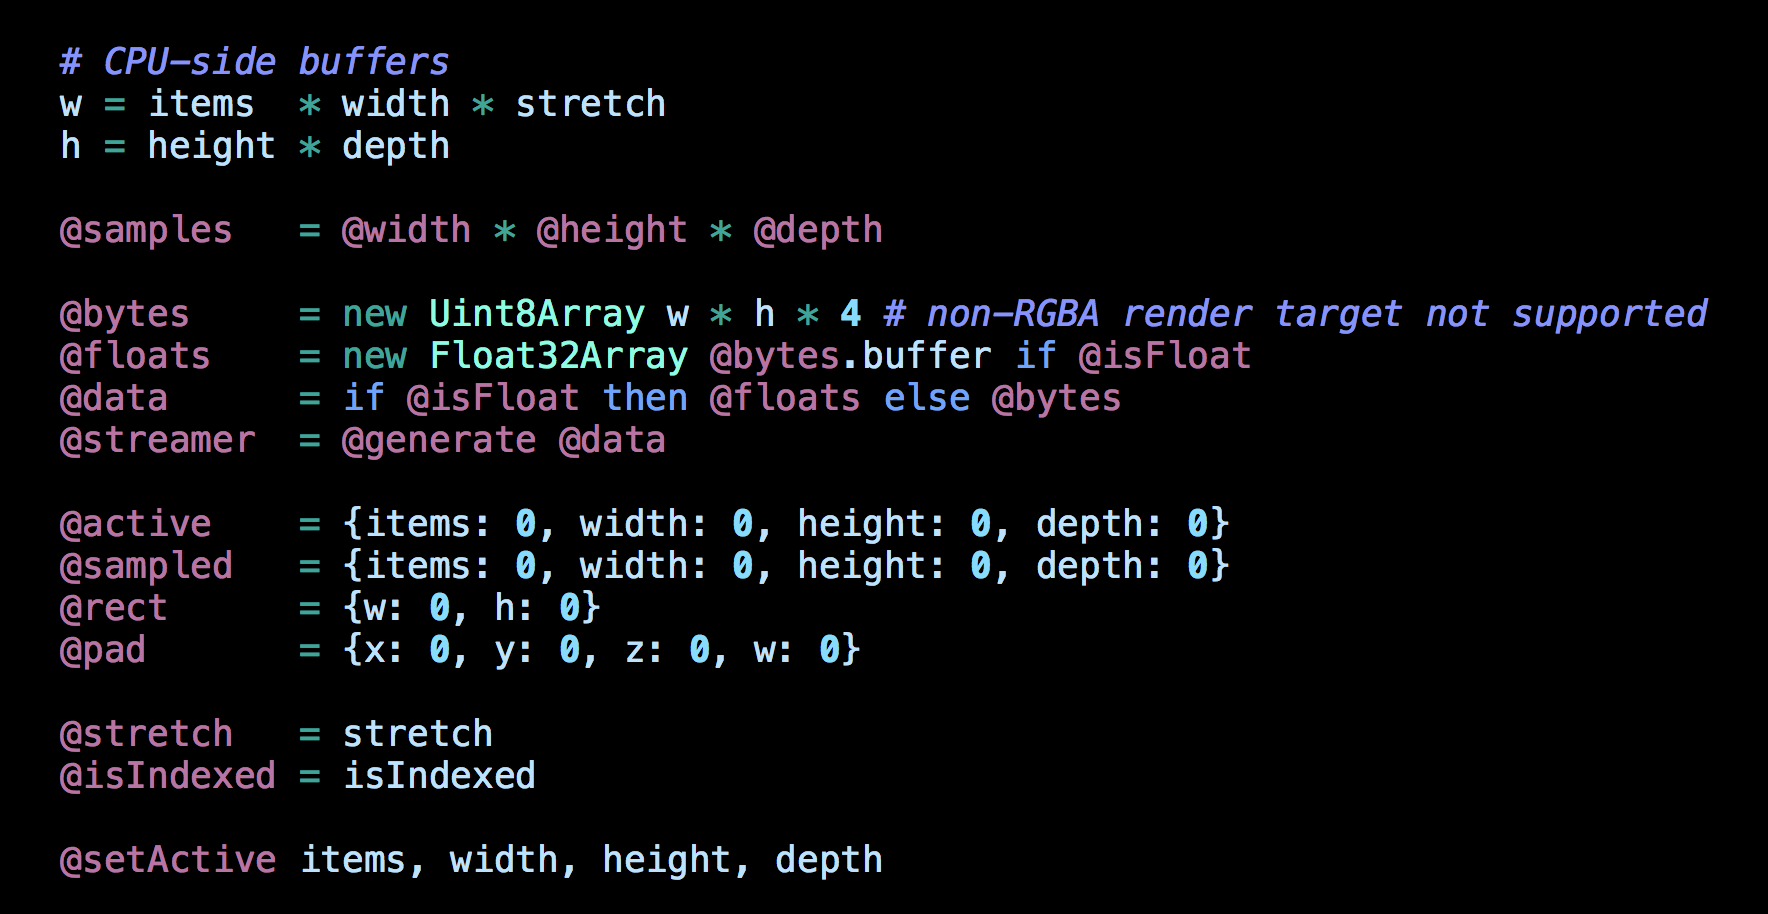 # CPU-side buffers
w = items  * width * stretch
h = height * depth

@samples   = @width * @height * @depth

@bytes     = new Uint8Array w * h * 4 # non-RGBA render target not supported
@floats    = new Float32Array @bytes.buffer if @isFloat
@data      = if @isFloat then @floats else @bytes
@streamer  = @generate @data

@active    = {items: 0, width: 0, height: 0, depth: 0}
@sampled   = {items: 0, width: 0, height: 0, depth: 0}
@rect      = {w: 0, h: 0}
@pad       = {x: 0, y: 0, z: 0, w: 0}

@stretch   = stretch
@isIndexed = isIndexed

@setActive items, width, height, depth